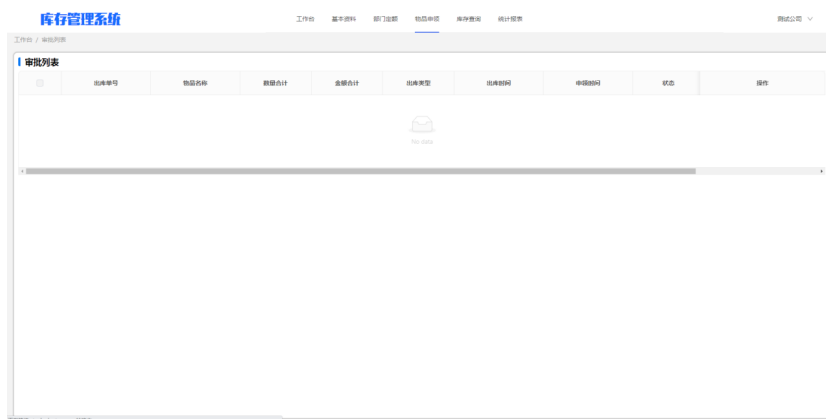 库存管理系统
工作台 基本资料 部门定额 物品申领 库存查询 统计报表 测试公司
工作台 / 审批列表
审批列表
出库单号 物品名称 数量合计 金额合计 出库类型 出库时间 申领时间 状态 操作
No data